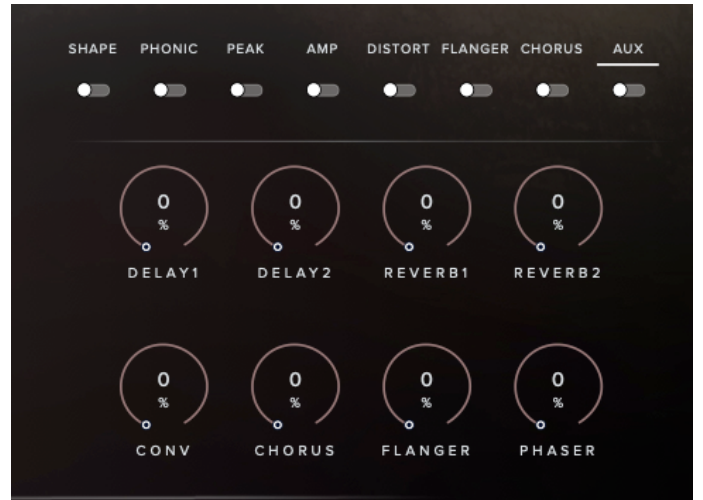 SHAPE PHONIC PEAK AMP DISTORT FLANGER CHORUS AUX
0 0 0 0
% % % %
DELAY1 DELAY2 REVERB1 REVERB2
0 0 0 0
% % % %
CONV CHORUS FLANGER PHASER